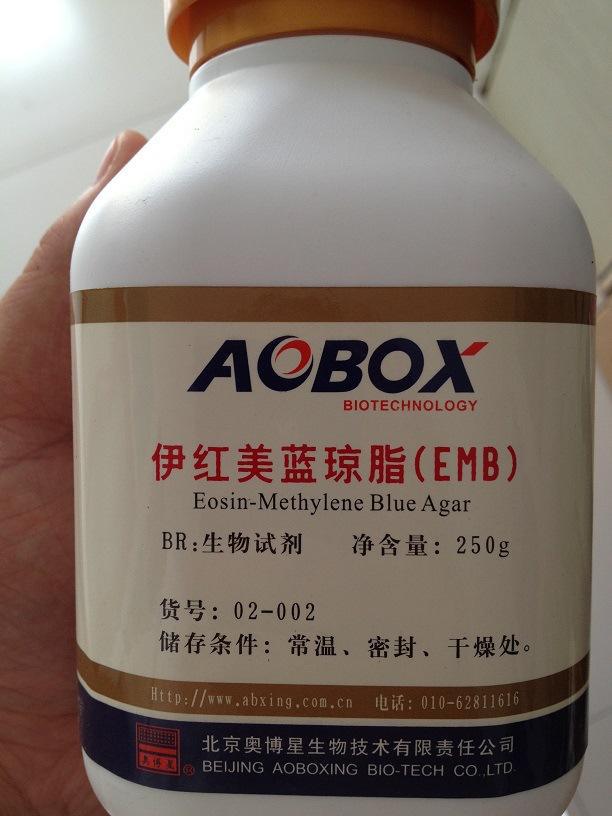 AOBOX
BIOTECHNOLOGY
伊红美蓝琼脂(EMB)
Eosin-Methylene Blue Agar
BR:生物试剂 净含量: 250g
货号: 02-002
储存条件: 常温、密封、干燥处。
Http://www.abxing.com.cn 电话: 010-62811616
奥博星 ® 北京奥博星生物技术有限责任公司
BEIJING AOBOXING BIO-TECH CO.,LTD.